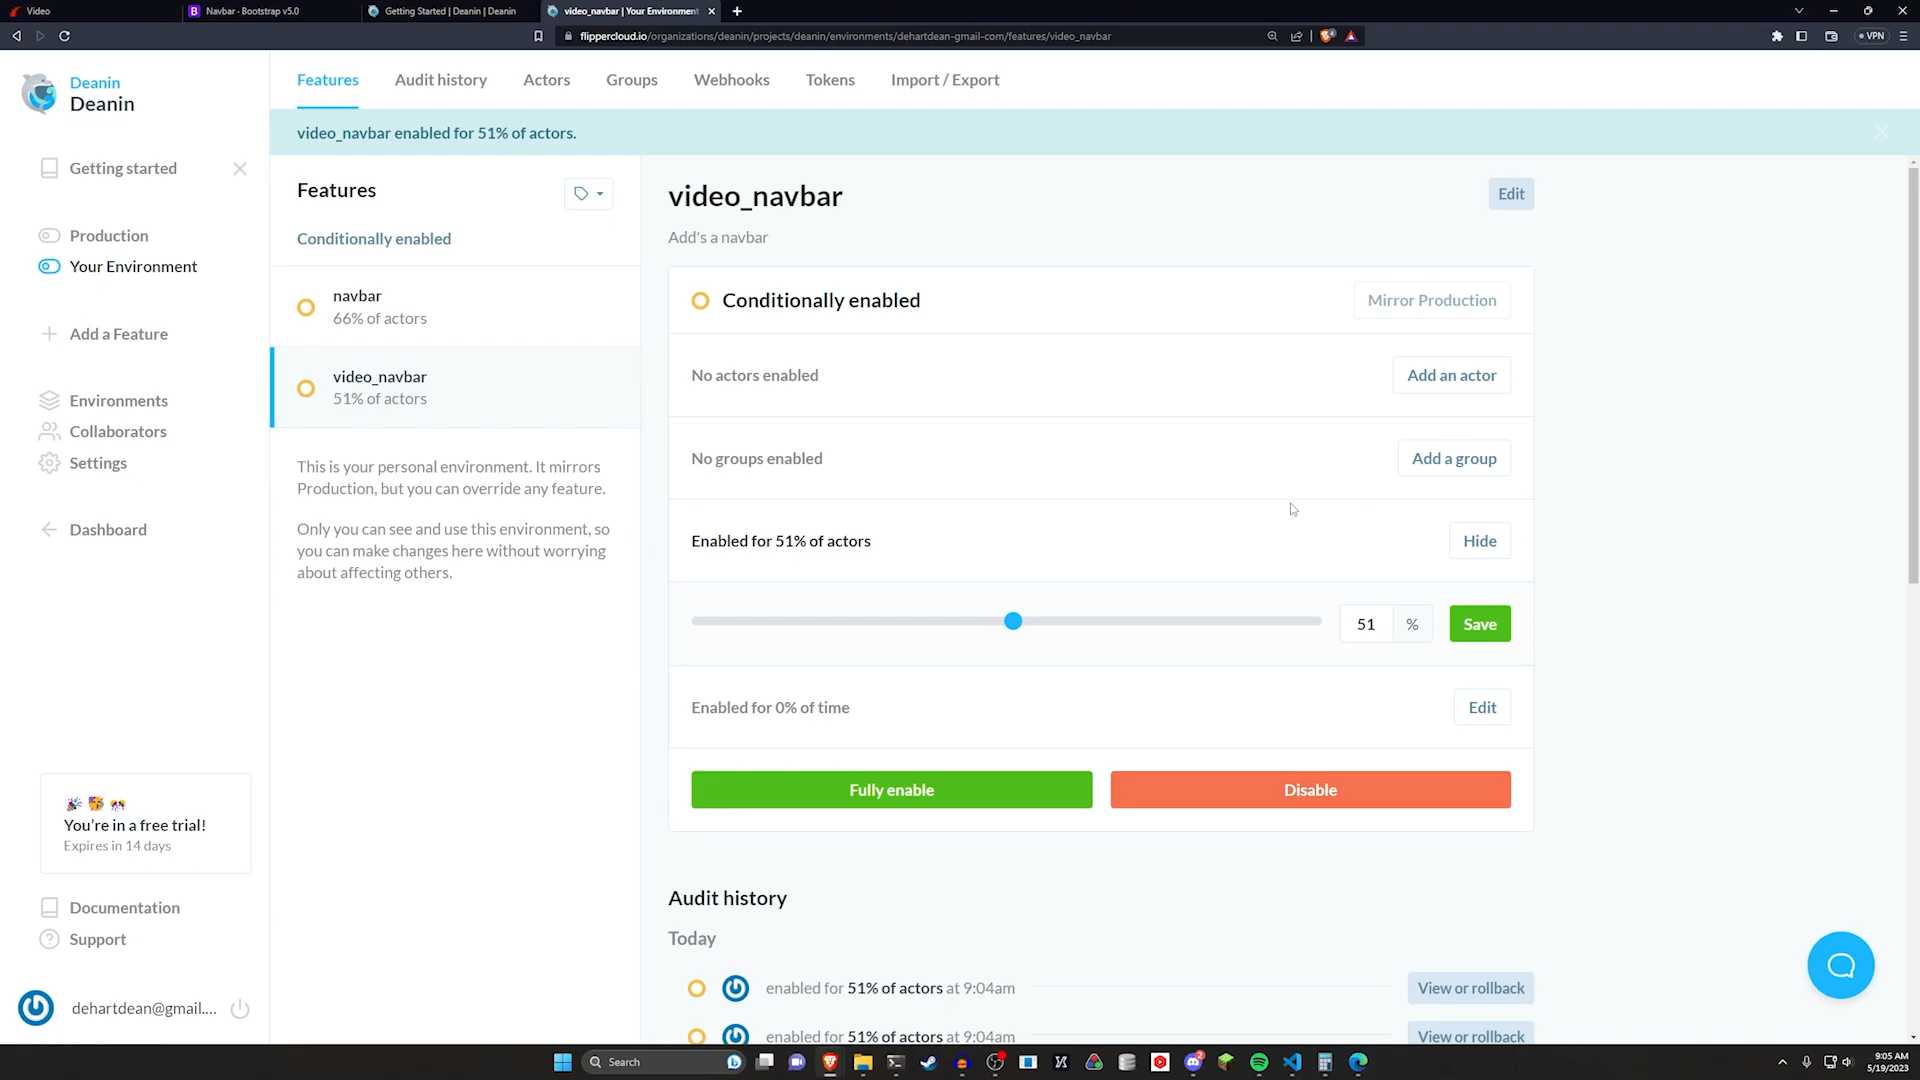 Video
Navbar · Bootstrap v5.0
Getting Started | Deanin | Deanin
video_navbar | Your Environment
flippercloud.io/organizations/deanin/projects/deanin/environments/dehartdean-gmail-com/features/video_navbar
VPN
Deanin
Deanin
Features
Audit history
Actors
Groups
Webhooks
Tokens
Import / Export
video_navbar enabled for 51% of actors.
Getting started
Production
Your Environment
Add a Feature
Environments
Collaborators
Settings
Dashboard
You're in a free trial!
Expires in 14 days
Documentation
Support
dehartdean@gmail....
Features
Conditionally enabled
navbar
66% of actors
video_navbar
51% of actors
This is your personal environment. It mirrors
Production, but you can override any feature.
Only you can see and use this environment, so
you can make changes here without worrying
about affecting others.
video_navbar
Edit
Add's a navbar
Conditionally enabled
Mirror Production
No actors enabled
Add an actor
No groups enabled
Add a group
Enabled for 51% of actors
Hide
51 %
Save
Enabled for 0% of time
Edit
Fully enable
Disable
Audit history
Today
enabled for 51% of actors at 9:04am
View or rollback
enabled for 51% of actors at 9:04am
View or rollback
Search
9:05 AM
5/19/2023